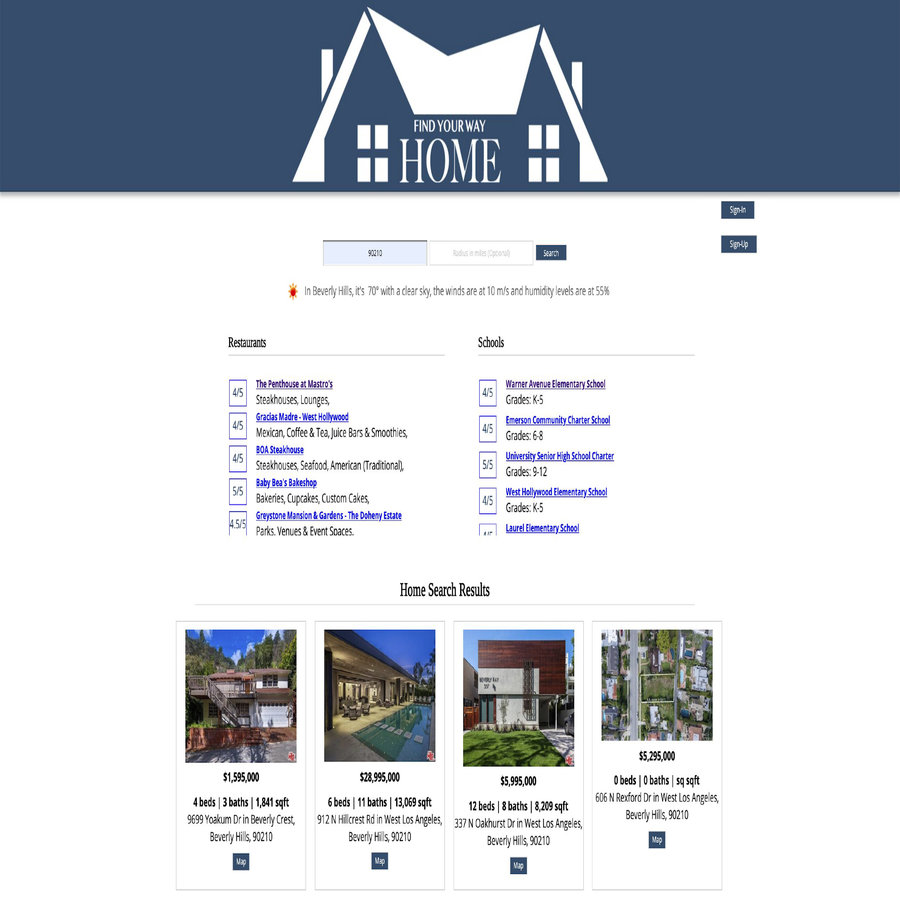 FIND YOUR WAY
HOME
Sign-In
Sign-Up
90210
Radius in miles (Optional)
Search
In Beverly Hills, it's 70° with a clear sky, the winds are at 10 m/s and humidity levels are at 55%
Restaurants
4/5
The Penthouse at Mastro's
Steakhouses, Lounges,
4/5
Gracias Madre - West Hollywood
Mexican, Coffee & Tea, Juice Bars & Smoothies,
4/5
BOA Steakhouse
Steakhouses, Seafood, American (Traditional),
5/5
Baby Bea's Bakeshop
Bakeries, Cupcakes, Custom Cakes,
4.5/5
Greystone Mansion & Gardens - The Doheny Estate
Parks, Venues & Event Spaces,
Schools
4/5
Warner Avenue Elementary School
Grades: K-5
4/5
Emerson Community Charter School
Grades: 6-8
5/5
University Senior High School Charter
Grades: 9-12
4/5
West Hollywood Elementary School
Grades: K-5
Laurel Elementary School
Home Search Results
$1,595,000
4 beds | 3 baths | 1,841 sqft
9699 Yoakum Dr in Beverly Crest,
Beverly Hills, 90210
Map
$28,995,000
6 beds | 11 baths | 13,069 sqft
912 N Hillcrest Rd in West Los Angeles,
Beverly Hills, 90210
Map
BEVERLY WAY
337
$5,995,000
12 beds | 8 baths | 8,209 sqft
337 N Oakhurst Dr in West Los Angeles,
Beverly Hills, 90210
Map
$5,295,000
0 beds | 0 baths | sq sqft
606 N Rexford Dr in West Los Angeles,
Beverly Hills, 90210
Map